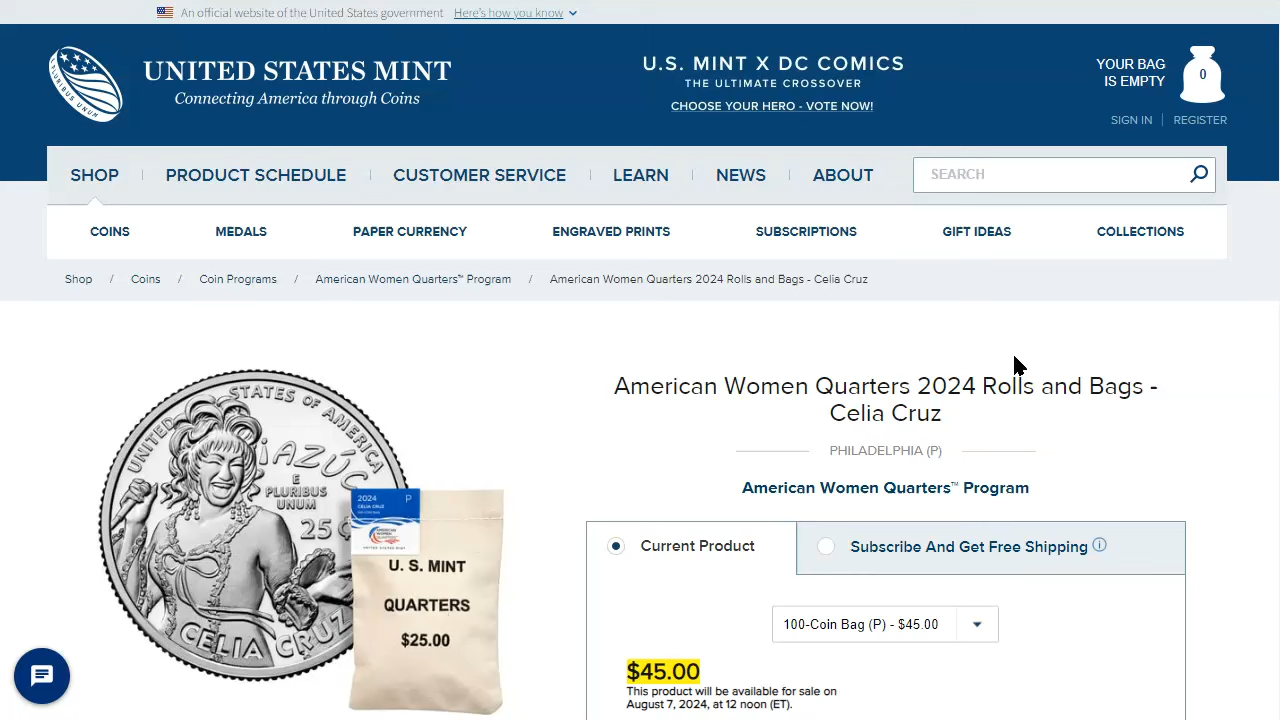 An official website of the United States government Here's how you know
UNITED STATES MINT
Connecting America through Coins
E PLURIBUS UNUM
U.S. MINT X DC COMICS
THE ULTIMATE CROSSOVER
CHOOSE YOUR HERO - VOTE NOW!
YOUR BAG
IS EMPTY
0
SIGN IN | REGISTER
SHOP
PRODUCT SCHEDULE
CUSTOMER SERVICE
LEARN
NEWS
ABOUT
SEARCH
COINS
MEDALS
PAPER CURRENCY
ENGRAVED PRINTS
SUBSCRIPTIONS
GIFT IDEAS
COLLECTIONS
Shop / Coins / Coin Programs / American Women Quarters™ Program / American Women Quarters 2024 Rolls and Bags - Celia Cruz
UNITED STATES OF AMERICA
¡AZÚC
E
PLURIBUS
UNUM
25¢
CELIA CRUZ
2024 P
CELIA CRUZ
U. S. MINT
QUARTERS
$25.00
American Women Quarters 2024 Rolls and Bags -
Celia Cruz
PHILADELPHIA (P)
American Women Quarters™ Program
Current Product
Subscribe And Get Free Shipping
100-Coin Bag (P) - $45.00
$45.00
This product will be available for sale on
August 7, 2024, at 12 noon (ET).